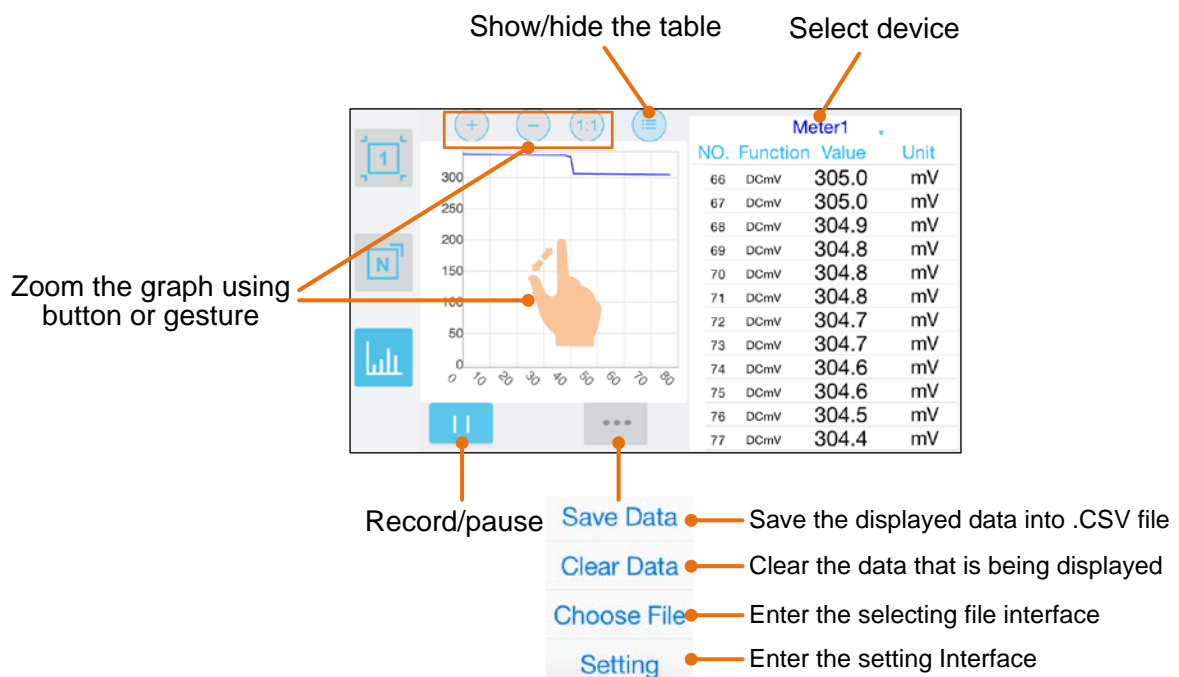 Show/hide the table
Select device
+ − 1:1
Meter1
1
NO. Function Value Unit
66 DCmV 305.0 mV
67 DCmV 305.0 mV
68 DCmV 304.9 mV
69 DCmV 304.8 mV
70 DCmV 304.8 mV
71 DCmV 304.8 mV
72 DCmV 304.7 mV
73 DCmV 304.7 mV
74 DCmV 304.6 mV
75 DCmV 304.6 mV
76 DCmV 304.5 mV
77 DCmV 304.4 mV
300
250
200
150
100
50
0
0 10 20 30 40 50 60 70 80
N
Zoom the graph using
button or gesture
Record/pause
Save Data
Save the displayed data into .CSV file
Clear Data
Clear the data that is being displayed
Choose File
Enter the selecting file interface
Setting
Enter the setting Interface